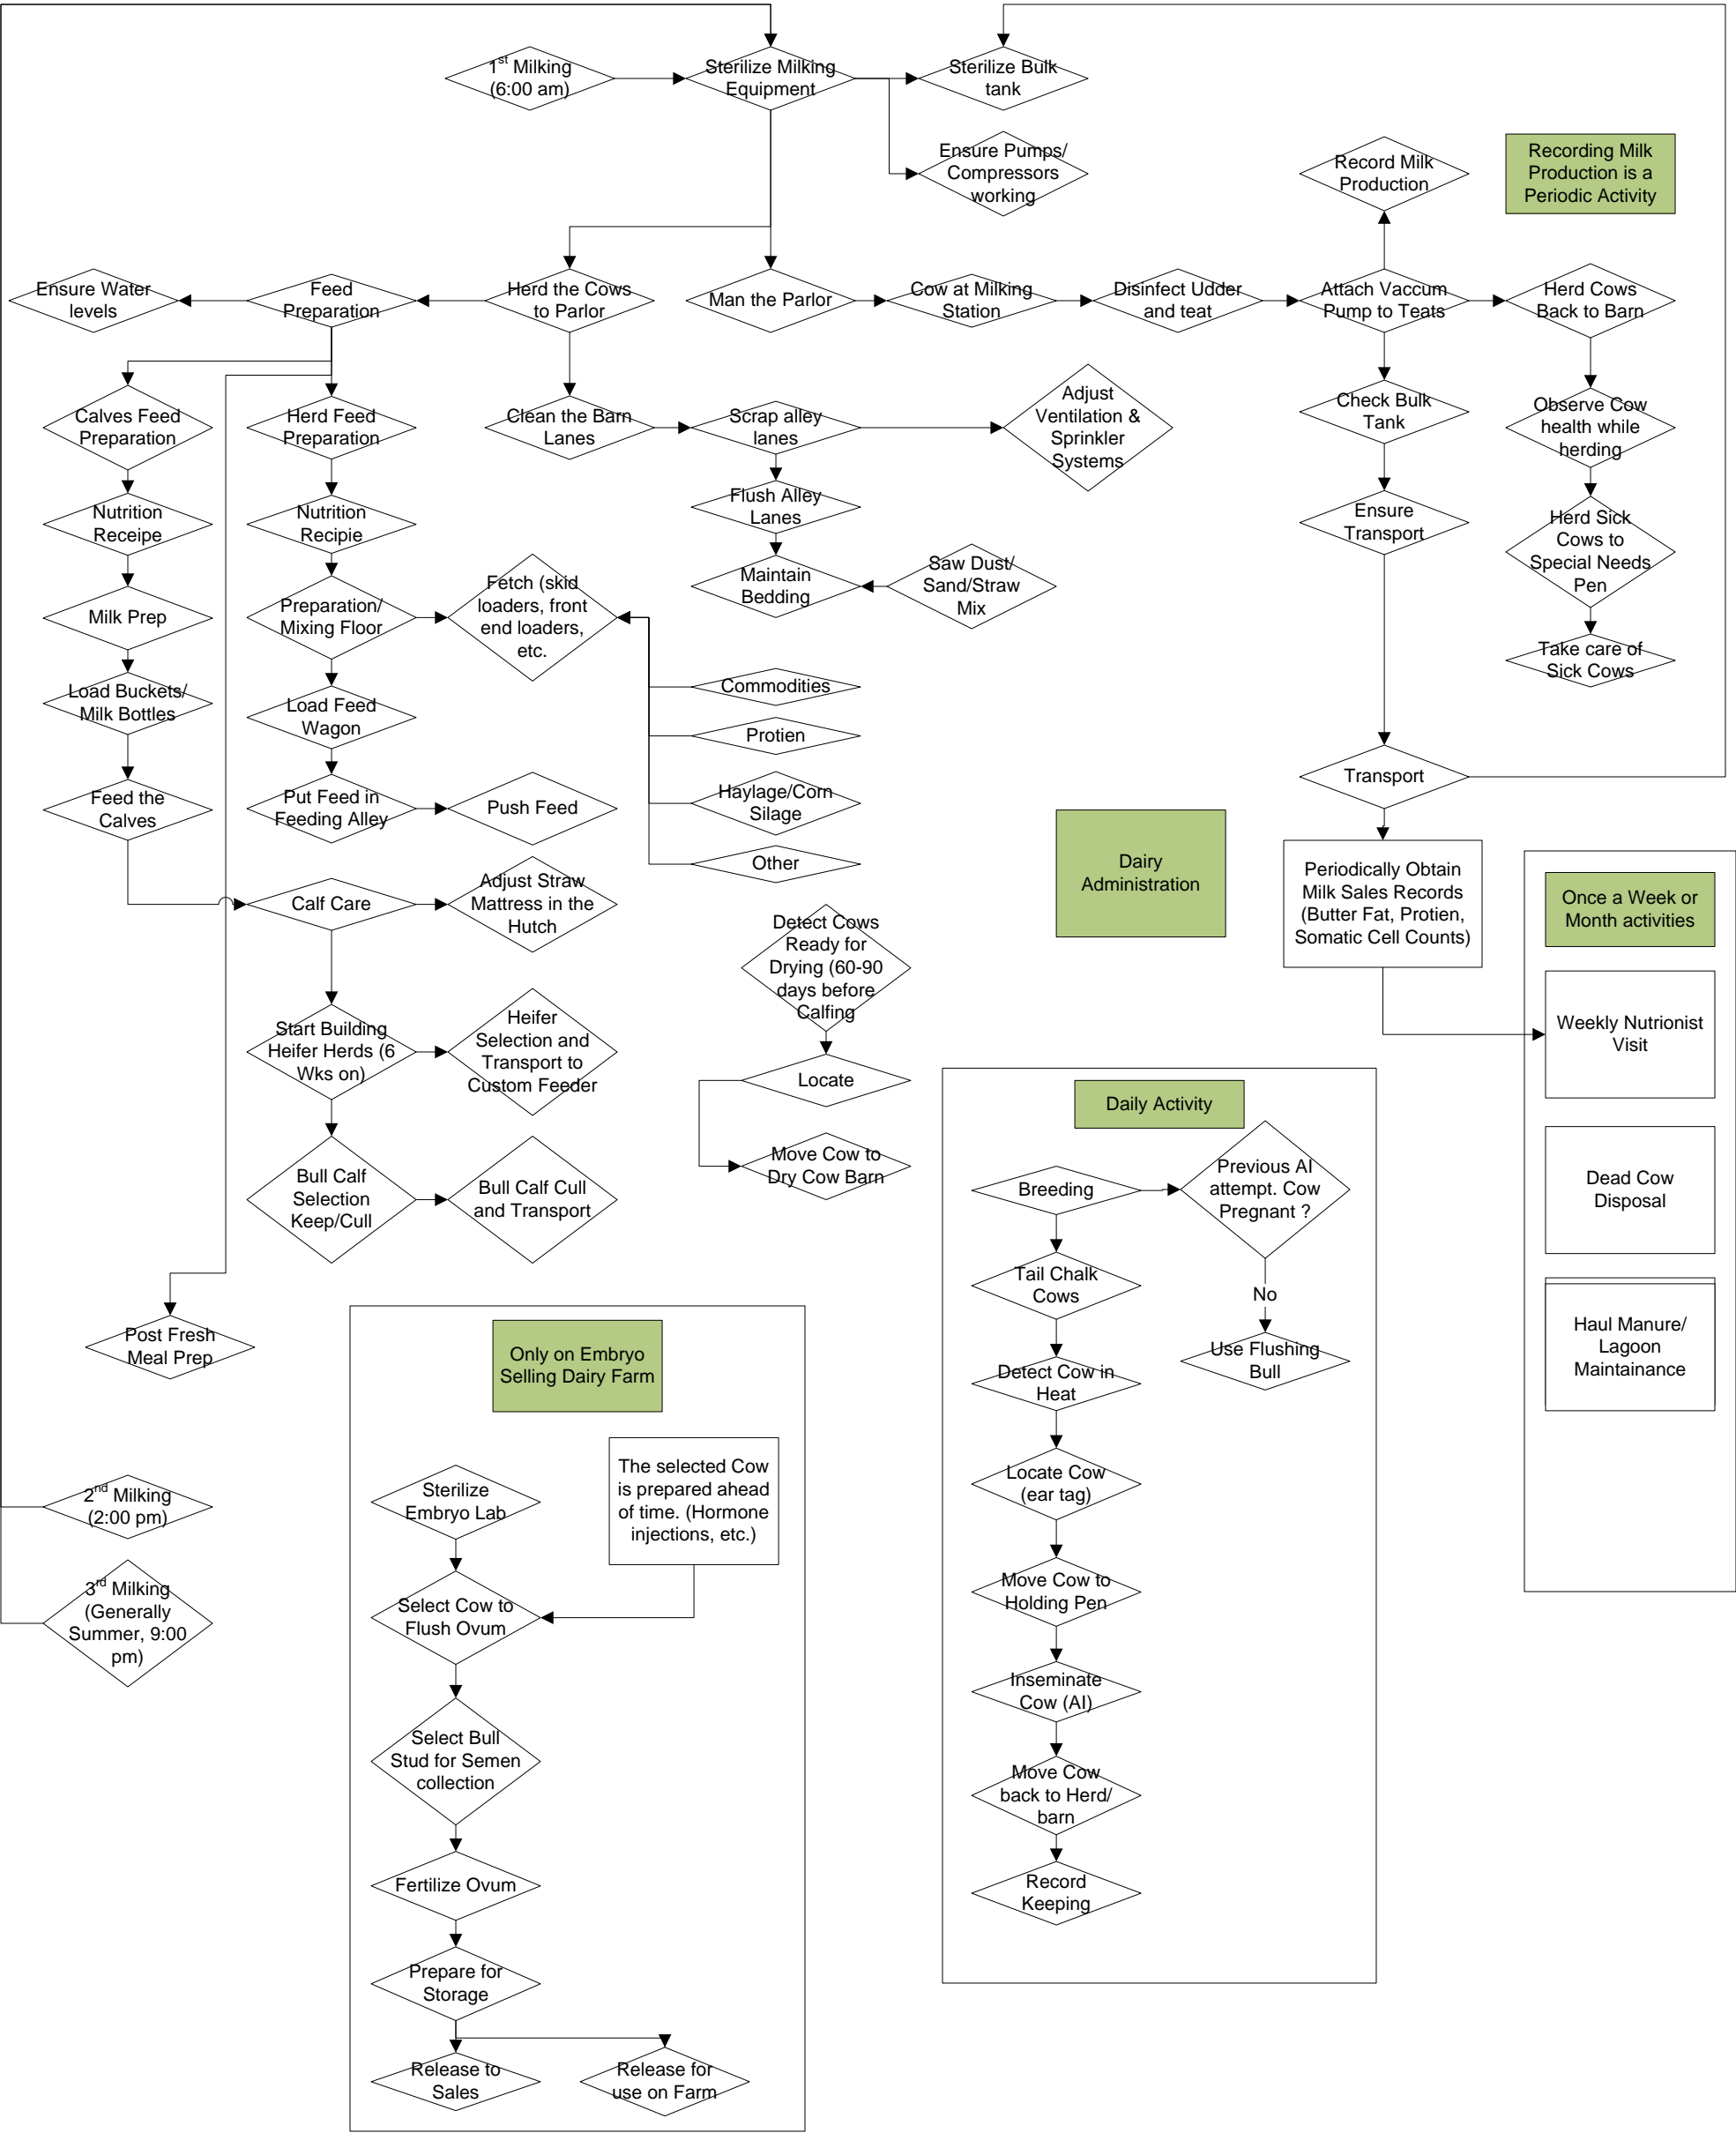 1st Milking
(6:00 am)
Sterilize Milking
Equipment
Sterilize Bulk
tank
Ensure Pumps/
Compressors
working
Record Milk
Production
Recording Milk
Production is a
Periodic Activity
Ensure Water
levels
Feed
Preparation
Herd the Cows
to Parlor
Man the Parlor
Cow at Milking
Station
Disinfect Udder
and teat
Attach Vaccum
Pump to Teats
Herd Cows
Back to Barn
Calves Feed
Preparation
Herd Feed
Preparation
Clean the Barn
Lanes
Scrap alley
lanes
Adjust
Ventilation &
Sprinkler
Systems
Check Bulk
Tank
Observe Cow
health while
herding
Nutrition
Receipe
Nutrition
Recipie
Flush Alley
Lanes
Ensure
Transport
Herd Sick
Cows to
Special Needs
Pen
Milk Prep
Preparation/
Mixing Floor
Fetch (skid
loaders, front
end loaders,
etc.
Maintain
Bedding
Saw Dust/
Sand/Straw
Mix
Take care of
Sick Cows
Load Buckets/
Milk Bottles
Load Feed
Wagon
Commodities
Protien
Haylage/Corn
Silage
Other
Transport
Feed the
Calves
Put Feed in
Feeding Alley
Push Feed
Dairy
Administration
Periodically Obtain
Milk Sales Records
(Butter Fat, Protien,
Somatic Cell Counts)
Once a Week or
Month activities
Calf Care
Adjust Straw
Mattress in the
Hutch
Detect Cows
Ready for
Drying (60-90
days before
Calfing
Weekly Nutrionist
Visit
Start Building
Heifer Herds (6
Wks on)
Heifer
Selection and
Transport to
Custom Feeder
Locate
Daily Activity
Move Cow to
Dry Cow Barn
Bull Calf
Selection
Keep/Cull
Bull Calf Cull
and Transport
Breeding
Previous AI
attempt. Cow
Pregnant ?
Dead Cow
Disposal
Tail Chalk
Cows
No
Haul Manure/
Lagoon
Maintainance
Post Fresh
Meal Prep
Only on Embryo
Selling Dairy Farm
Detect Cow in
Heat
Use Flushing
Bull
2nd Milking
(2:00 pm)
Sterilize
Embryo Lab
The selected Cow
is prepared ahead
of time. (Hormone
injections, etc.)
Locate Cow
(ear tag)
3rd Milking
(Generally
Summer, 9:00
pm)
Select Cow to
Flush Ovum
Move Cow to
Holding Pen
Inseminate
Cow (AI)
Select Bull
Stud for Semen
collection
Move Cow
back to Herd/
barn
Fertilize Ovum
Record
Keeping
Prepare for
Storage
Release to
Sales
Release for
use on Farm